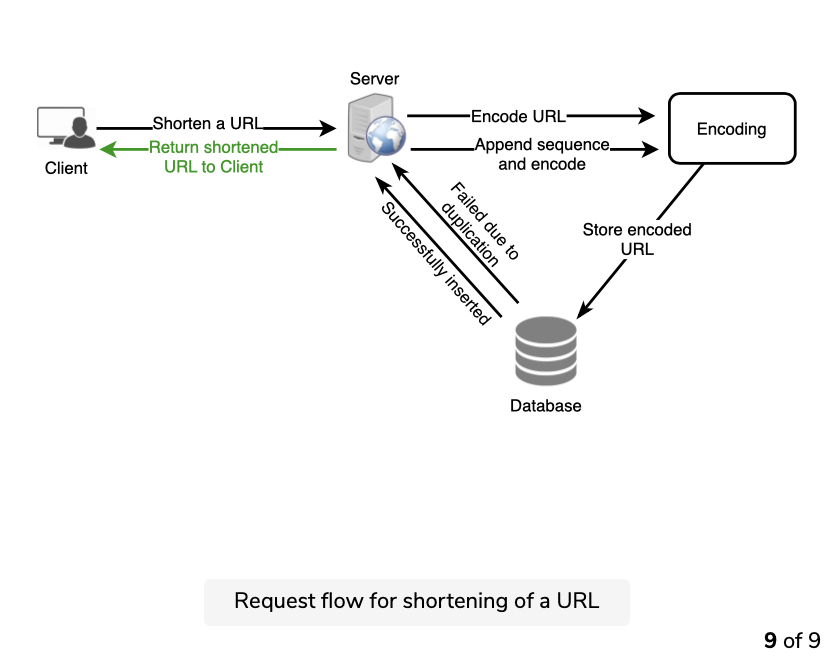 Server
Shorten a URL
Encode URL
Encoding
Return shortened
URL to Client
Append sequence
and encode
Client
Failed due to
duplication
Successfully inserted
Store encoded
URL
Database
Request flow for shortening of a URL
9 of 9